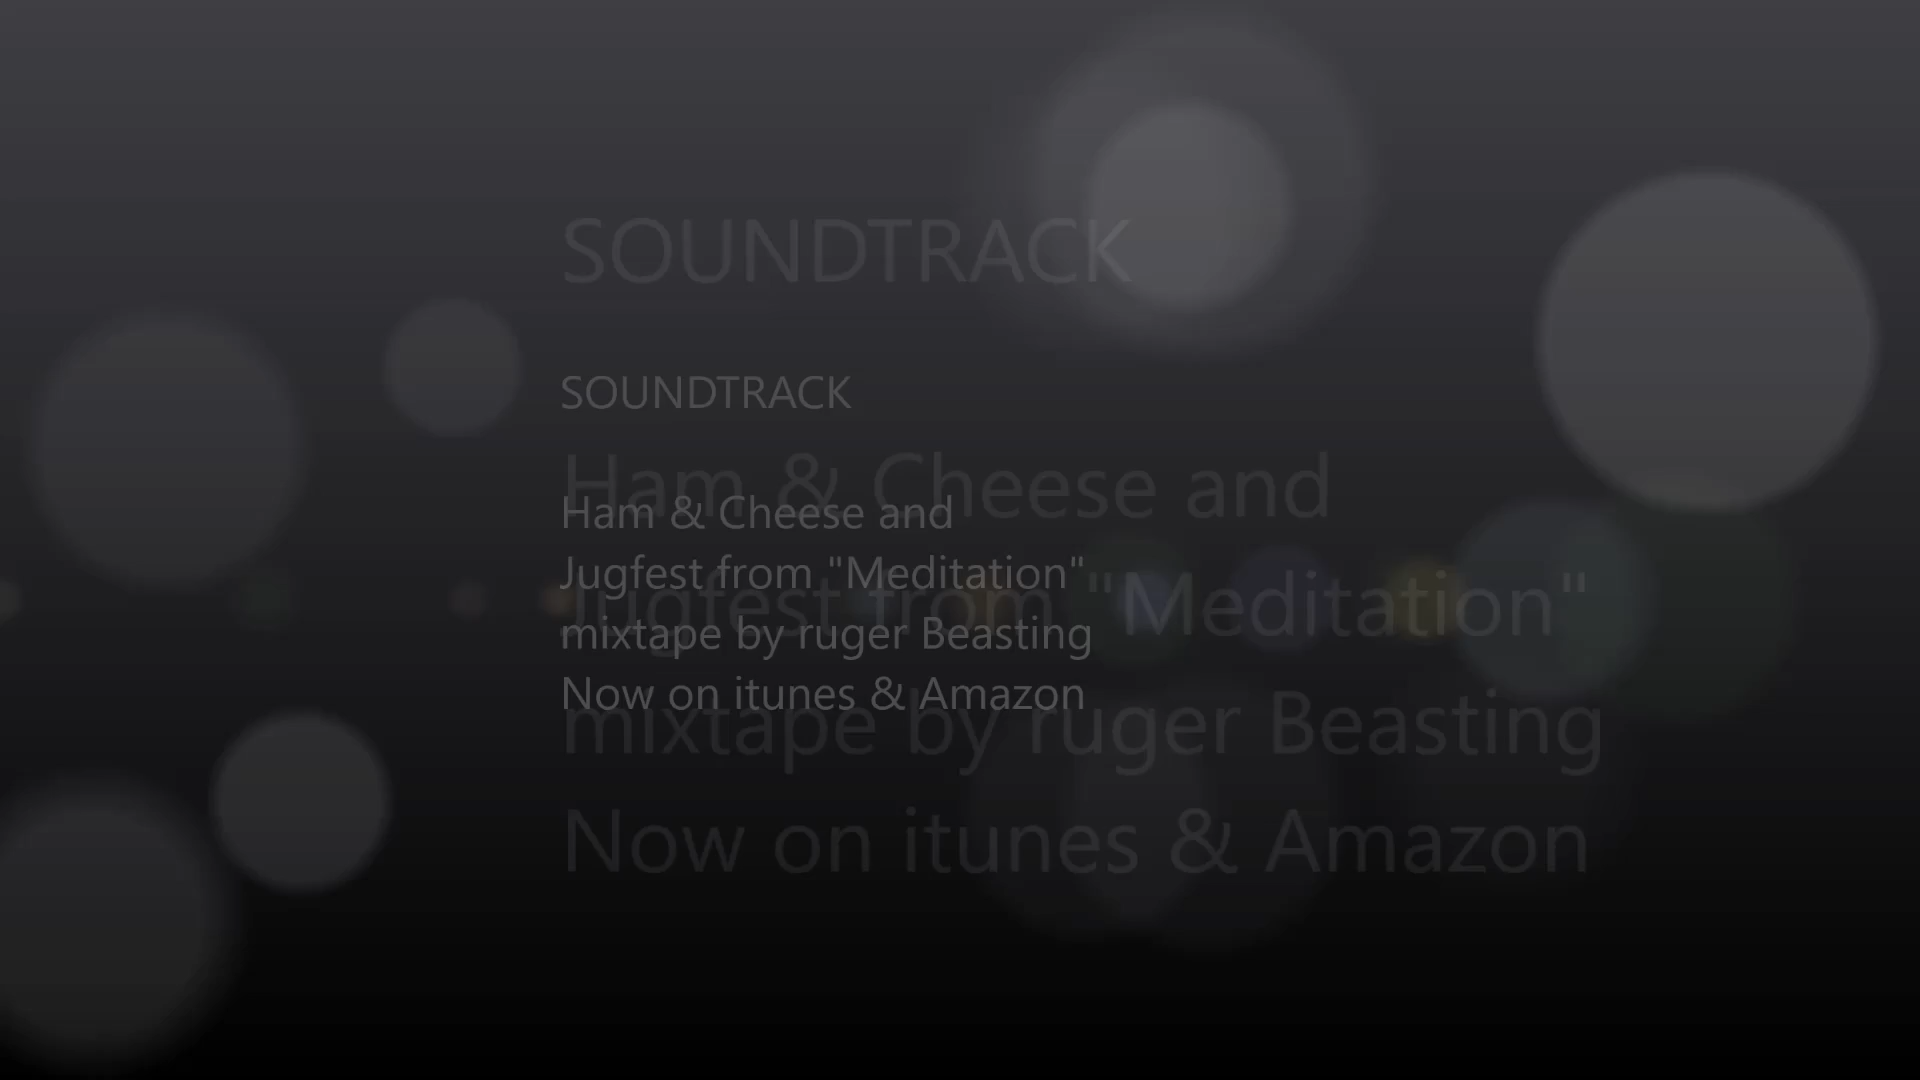 SOUNDTRACK
SOUNDTRACK
Ham & Cheese and
Ham & Cheese and
Jugfest from "Meditation"
Jugfest from "Meditation"
mixtape by ruger Beasting
Now on itunes & Amazon
mixtape by ruger Beasting
Now on itunes & Amazon